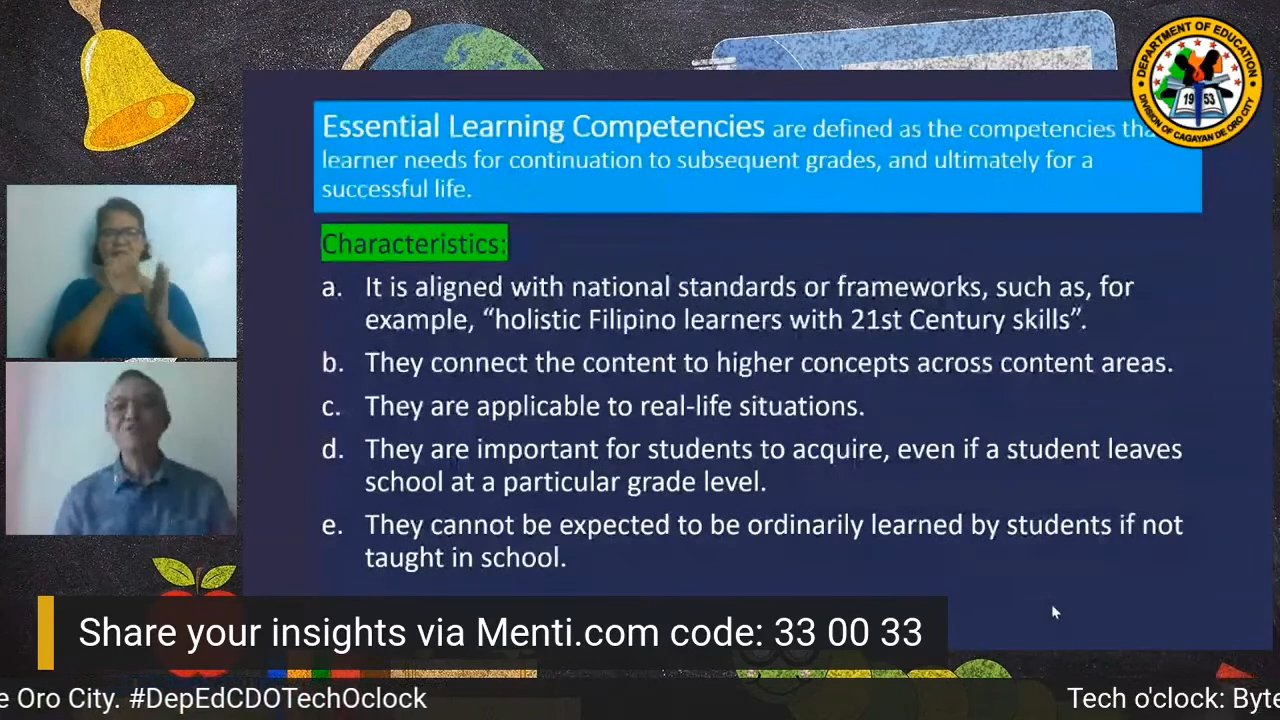 DEPARTMENT OF EDUCATION
19 53
DIVISION OF CAGAYAN DE ORO CITY
Essential Learning Competencies are defined as the competencies
learner needs for continuation to subsequent grades, and ultimately for a
successful life.
Characteristics:
a. It is aligned with national standards or frameworks, such as, for
example, “holistic Filipino learners with 21st Century skills”.
b. They connect the content to higher concepts across content areas.
c. They are applicable to real-life situations.
d. They are important for students to acquire, even if a student leaves
school at a particular grade level.
e. They cannot be expected to be ordinarily learned by students if not
taught in school.
Share your insights via Menti.com code: 33 00 33
e Oro City. #DepEdCDOTechOclock
Tech o'clock: Byte